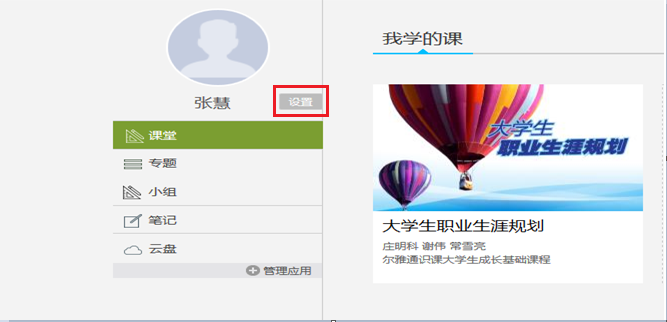 张慧
设置
课堂
专题
小组
笔记
云盘
管理应用
我学的课
大学生
职业生涯规划
大学生职业生涯规划
庄明科 谢伟 常雪亮
尔雅通识课大学生成长基础课程